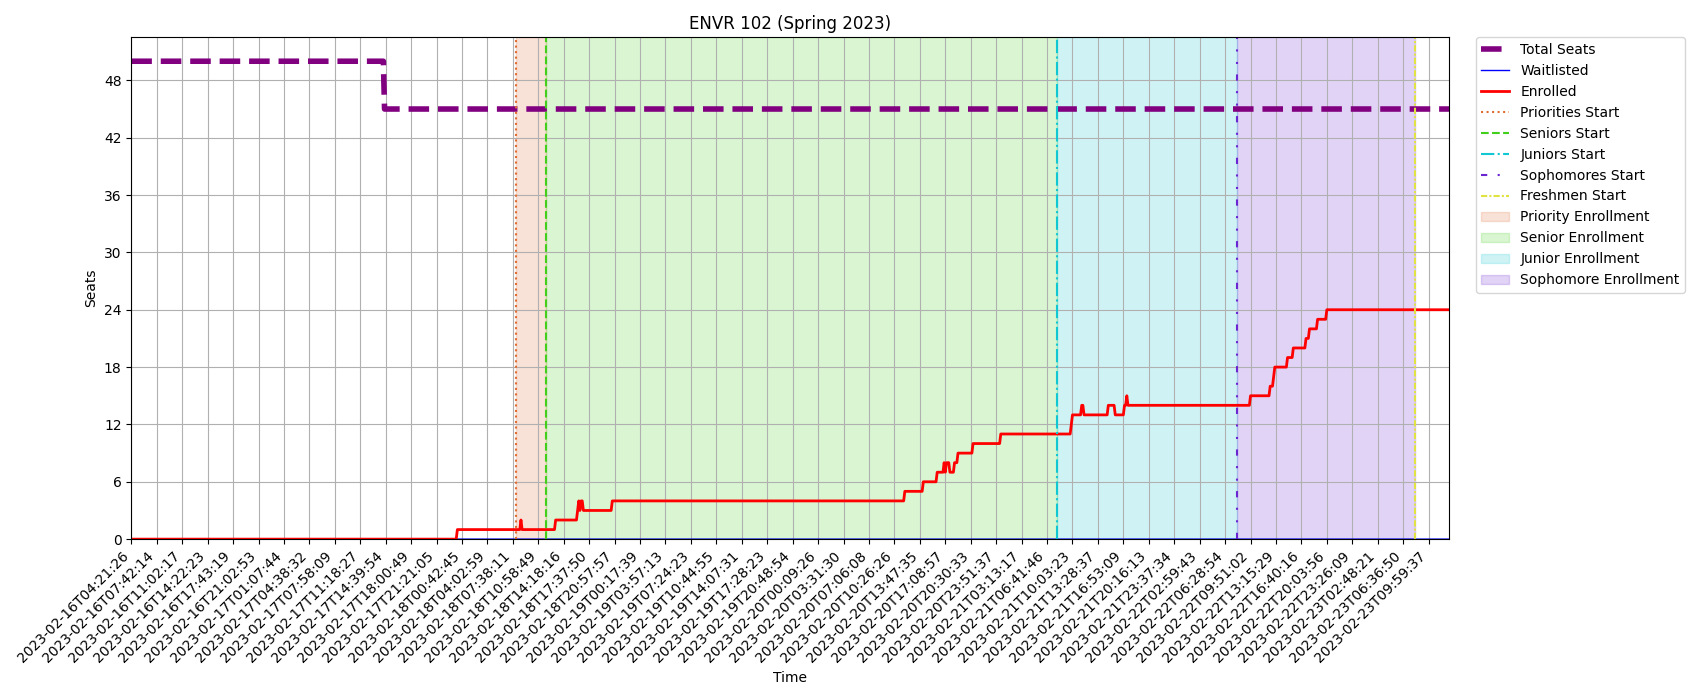 ENVR 102 (Spring 2023)
Total Seats
Waitlisted
Enrolled
Priorities Start
Seniors Start
Juniors Start
Sophomores Start
Freshmen Start
Priority Enrollment
Senior Enrollment
Junior Enrollment
Sophomore Enrollment
Seats
48
42
36
30
24
18
12
6
0
2023-02-16T04:21:26
2023-02-16T07:42:14
2023-02-16T11:02:17
2023-02-16T14:22:23
2023-02-16T17:43:19
2023-02-16T21:02:53
2023-02-17T01:07:44
2023-02-17T04:38:32
2023-02-17T07:58:09
2023-02-17T11:18:27
2023-02-17T14:39:54
2023-02-17T18:00:49
2023-02-17T21:21:05
2023-02-18T00:42:45
2023-02-18T04:02:59
2023-02-18T07:38:11
2023-02-18T10:58:49
2023-02-18T14:18:16
2023-02-18T17:37:50
2023-02-18T20:57:57
2023-02-19T00:17:39
2023-02-19T03:57:13
2023-02-19T07:24:23
2023-02-19T10:44:55
2023-02-19T14:07:31
2023-02-19T17:28:23
2023-02-19T20:48:54
2023-02-20T00:09:26
2023-02-20T03:31:30
2023-02-20T07:06:08
2023-02-20T10:26:26
2023-02-20T13:47:35
2023-02-20T17:08:57
2023-02-20T20:30:33
2023-02-20T23:51:37
2023-02-21T03:13:17
2023-02-21T06:41:46
2023-02-21T10:03:23
2023-02-21T13:28:37
2023-02-21T16:53:09
2023-02-21T20:16:13
2023-02-21T23:37:34
2023-02-22T02:59:43
2023-02-22T06:28:54
2023-02-22T09:51:02
2023-02-22T13:15:29
2023-02-22T16:40:16
2023-02-22T20:03:56
2023-02-22T23:26:09
2023-02-23T02:48:21
2023-02-23T06:36:50
2023-02-23T09:59:37
Time